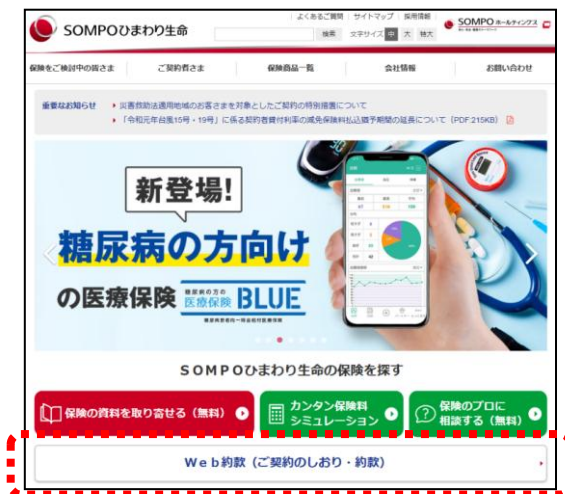 よくあるご質問 | サイトマップ | 採用情報
SOMPOひまわり生命
SOMPO ホールディングス
検索 文字サイズ 中 大 特大
保険をご検討中の皆さま ご契約者さま 保険商品一覧 会社情報 お問い合わせ
重要なお知らせ
災害救助法適用地域のお客さまを対象としたご契約の特別措置について
「令和元年台風15号・19号」に係る契約者貸付利率の減免保険料払込猶予期間の延長について (PDF 215KB)
新登場!
糖尿病の方向け
の医療保険 糖尿病の方の医療保険 BLUE
SOMPOひまわり生命の保険を探す
保険の資料を取り寄せる（無料）
カンタン保険料
シミュレーション
保険のプロに
相談する（無料）
Web約款（ご契約のしおり・約款）